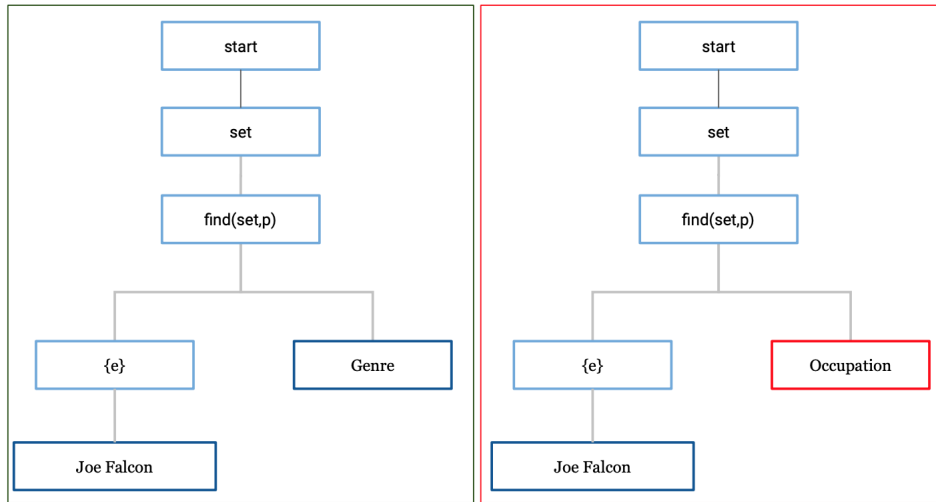 start
set
find(set,p)
{e}
Genre
Joe Falcon
start
set
find(set,p)
{e}
Occupation
Joe Falcon